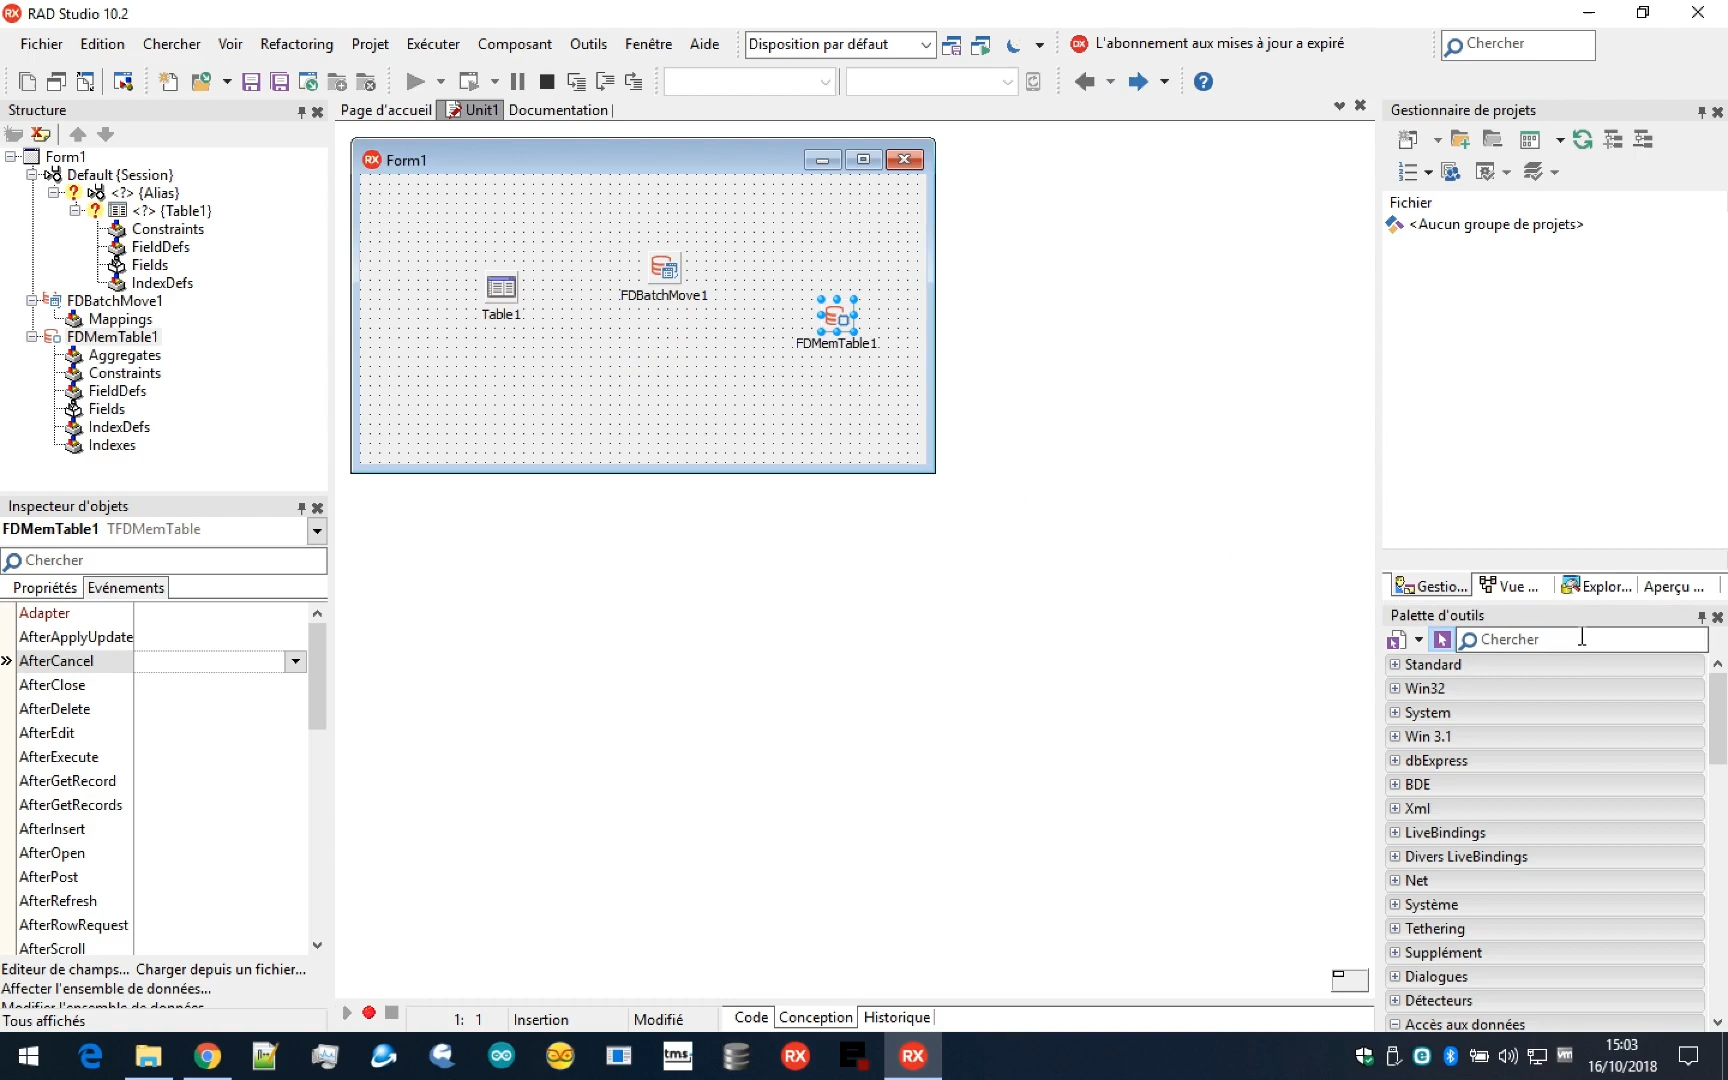 RAD Studio 10.2
Fichier Edition Chercher Voir Refactoring Projet Exécuter Composant Outils Fenêtre Aide Disposition par défaut L'abonnement aux mises à jour a expiré Chercher
Structure
Page d'accueil Unit1 Documentation
Gestionnaire de projets
Form1
Default {Session}
<?> {Alias}
<?> {Table1}
Constraints
FieldDefs
Fields
IndexDefs
FDBatchMove1
Mappings
FDMemTable1
Aggregates
Constraints
FieldDefs
Fields
IndexDefs
Indexes
Form1
Table1
FDBatchMove1
FDMemTable1
Fichier
<Aucun groupe de projets>
Inspecteur d'objets
FDMemTable1 TFDMemTable
Chercher
Propriétés Evénements
Adapter
AfterApplyUpdate
AfterCancel
AfterClose
AfterDelete
AfterEdit
AfterExecute
AfterGetRecord
AfterGetRecords
AfterInsert
AfterOpen
AfterPost
AfterRefresh
AfterRowRequest
AfterScroll
Editeur de champs... Charger depuis un fichier...
Affecter l'ensemble de données...
Modifier l'ensemble de données
Tous affichés
1: 1 Insertion Modifié Code Conception Historique
Gestio... Vue ... Explor... Aperçu ...
Palette d'outils
Chercher
Standard
Win32
System
Win 3.1
dbExpress
BDE
Xml
LiveBindings
Divers LiveBindings
Net
Système
Tethering
Supplément
Dialogues
Détecteurs
Accès aux données
tms
RX
RX
15:03
16/10/2018